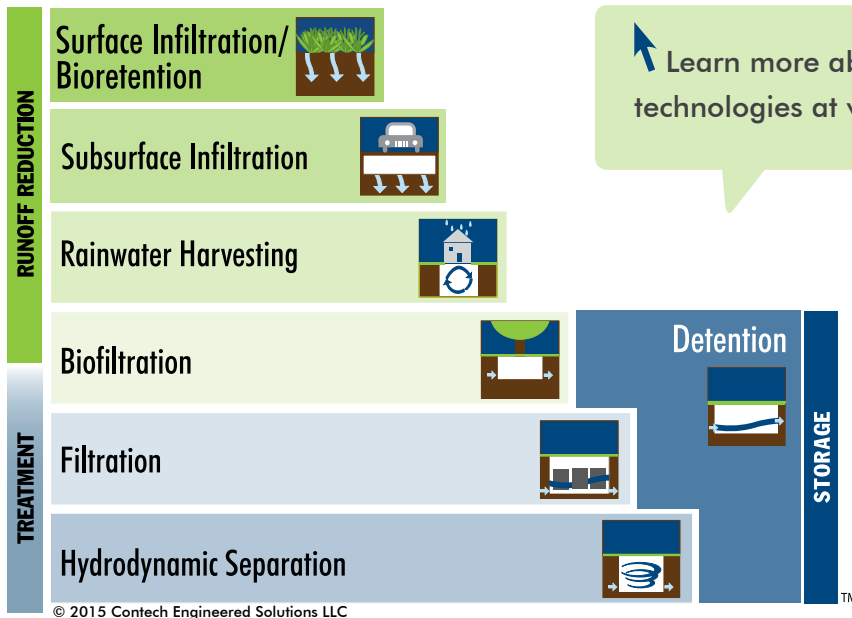 Surface Infiltration/
Bioretention
Learn more
technologies at
RUNOFF REDUCTION
Subsurface Infiltration
Rainwater Harvesting
Biofiltration
Detention
TREATMENT
STORAGE
Filtration
Hydrodynamic Separation
TM
© 2015 Contech Engineered Solutions LLC